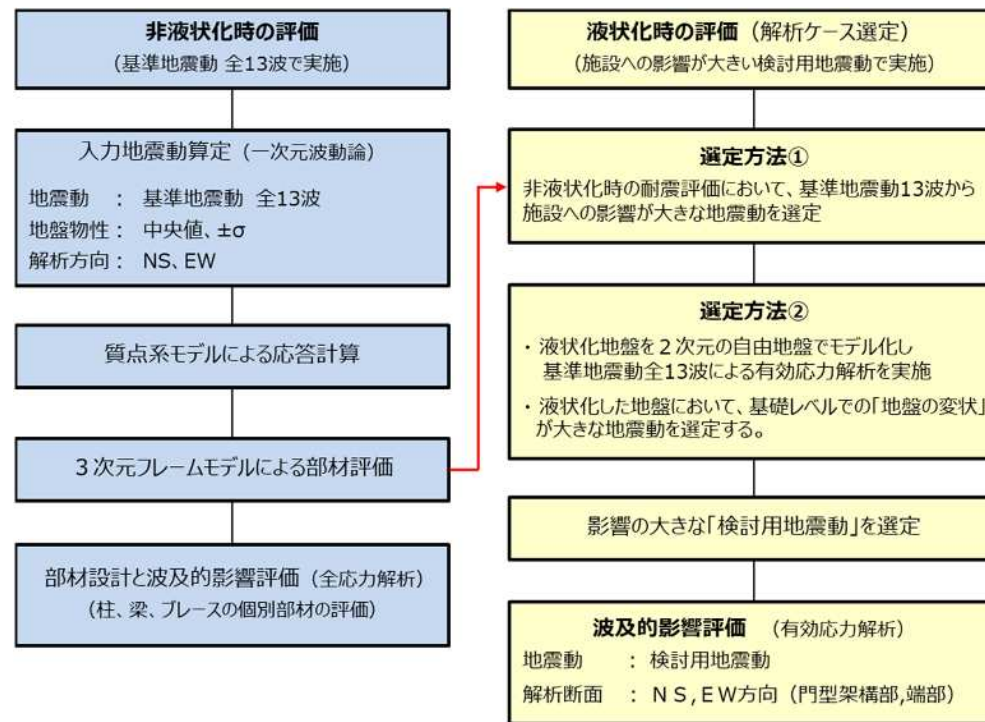 非液状化時の評価
(基準地震動 全13波で実施)
入力地震動算定 (一次元波動論)
地震動 : 基準地震動 全13波
地盤物性 : 中央値、±σ
解析方向 : NS、EW
質点系モデルによる応答計算
3次元フレームモデルによる部材評価
部材設計と波及的影響評価 (全応力解析)
(柱、梁、ブレースの個別部材の評価)
液状化時の評価 (解析ケース選定)
(施設への影響が大きい検討用地震動で実施)
選定方法①
非液状化時の耐震評価において、基準地震動13波から
施設への影響が大きな地震動を選定
選定方法②
・液状化地盤を2次元の自由地盤でモデル化し
基準地震動全13波による有効応力解析を実施
・液状化した地盤において、基礎レベルでの「地盤の変状」
が大きな地震動を選定する。
影響の大きな「検討用地震動」を選定
波及的影響評価 (有効応力解析)
地震動 : 検討用地震動
解析断面 : NS,EW方向 (門型架構部,端部)